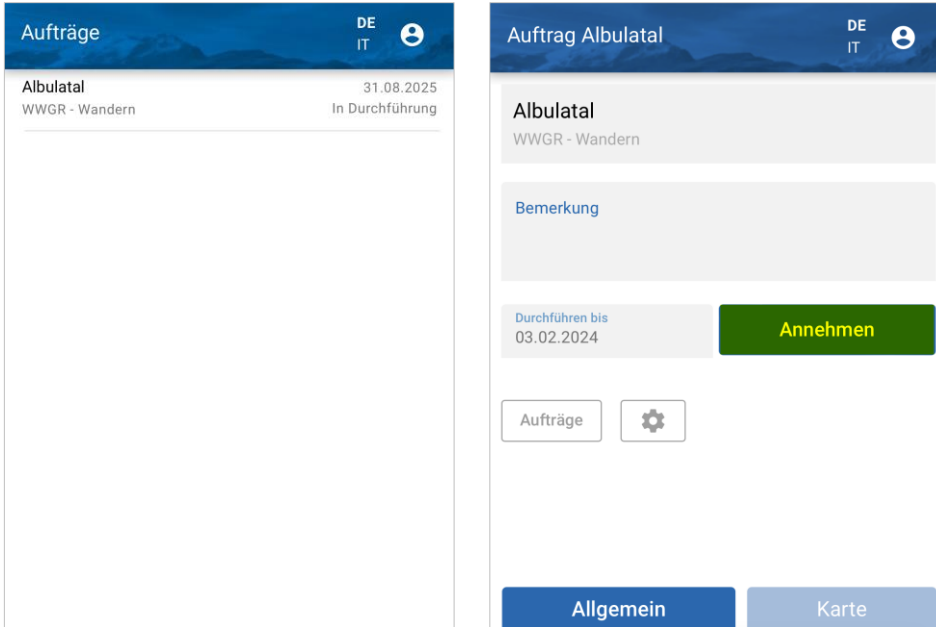 Aufträge
DE
IT
Albulatal
31.08.2025
WWGR - Wandern
In Durchführung
Auftrag Albulatal
DE
IT
Albulatal
WWGR - Wandern
Bemerkung
Durchführen bis
03.02.2024
Annehmen
Aufträge
Allgemein
Karte